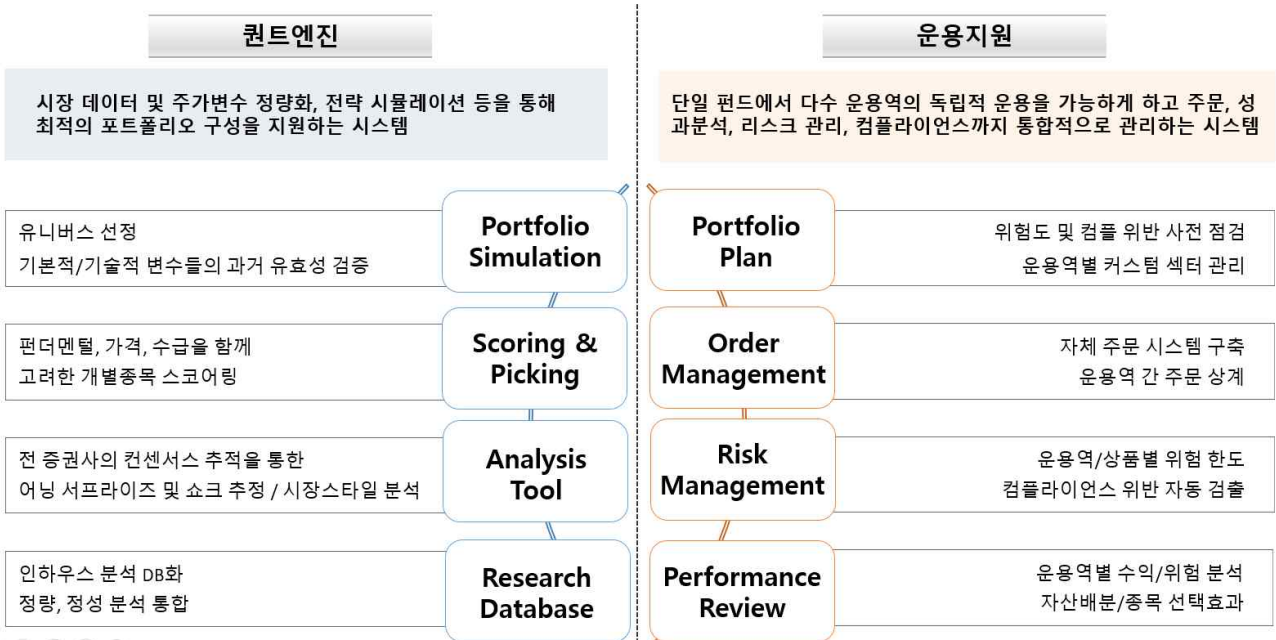 퀀트엔진
시장 데이터 및 주가변수 정량화, 전략 시뮬레이션 등을 통해
최적의 포트폴리오 구성을 지원하는 시스템
유니버스 선정
기본적/기술적 변수들의 과거 유효성 검증
Portfolio
Simulation
펀더멘털, 가격, 수급을 함께
고려한 개별종목 스코어링
Scoring &
Picking
전 증권사의 컨센서스 추적을 통한
어닝 서프라이즈 및 쇼크 추정 / 시장스타일 분석
Analysis
Tool
인하우스 분석 DB화
정량, 정성 분석 통합
Research
Database
운용지원
단일 펀드에서 다수 운용역의 독립적 운용을 가능하게 하고 주문, 성
과분석, 리스크 관리, 컴플라이언스까지 통합적으로 관리하는 시스템
Portfolio
Plan
위험도 및 컴플 위반 사전 점검
운용역별 커스텀 섹터 관리
Order
Management
자체 주문 시스템 구축
운용역 간 주문 상계
Risk
Management
운용역/상품별 위험 한도
컴플라이언스 위반 자동 검출
Performance
Review
운용역별 수익/위험 분석
자산배분/종목 선택효과